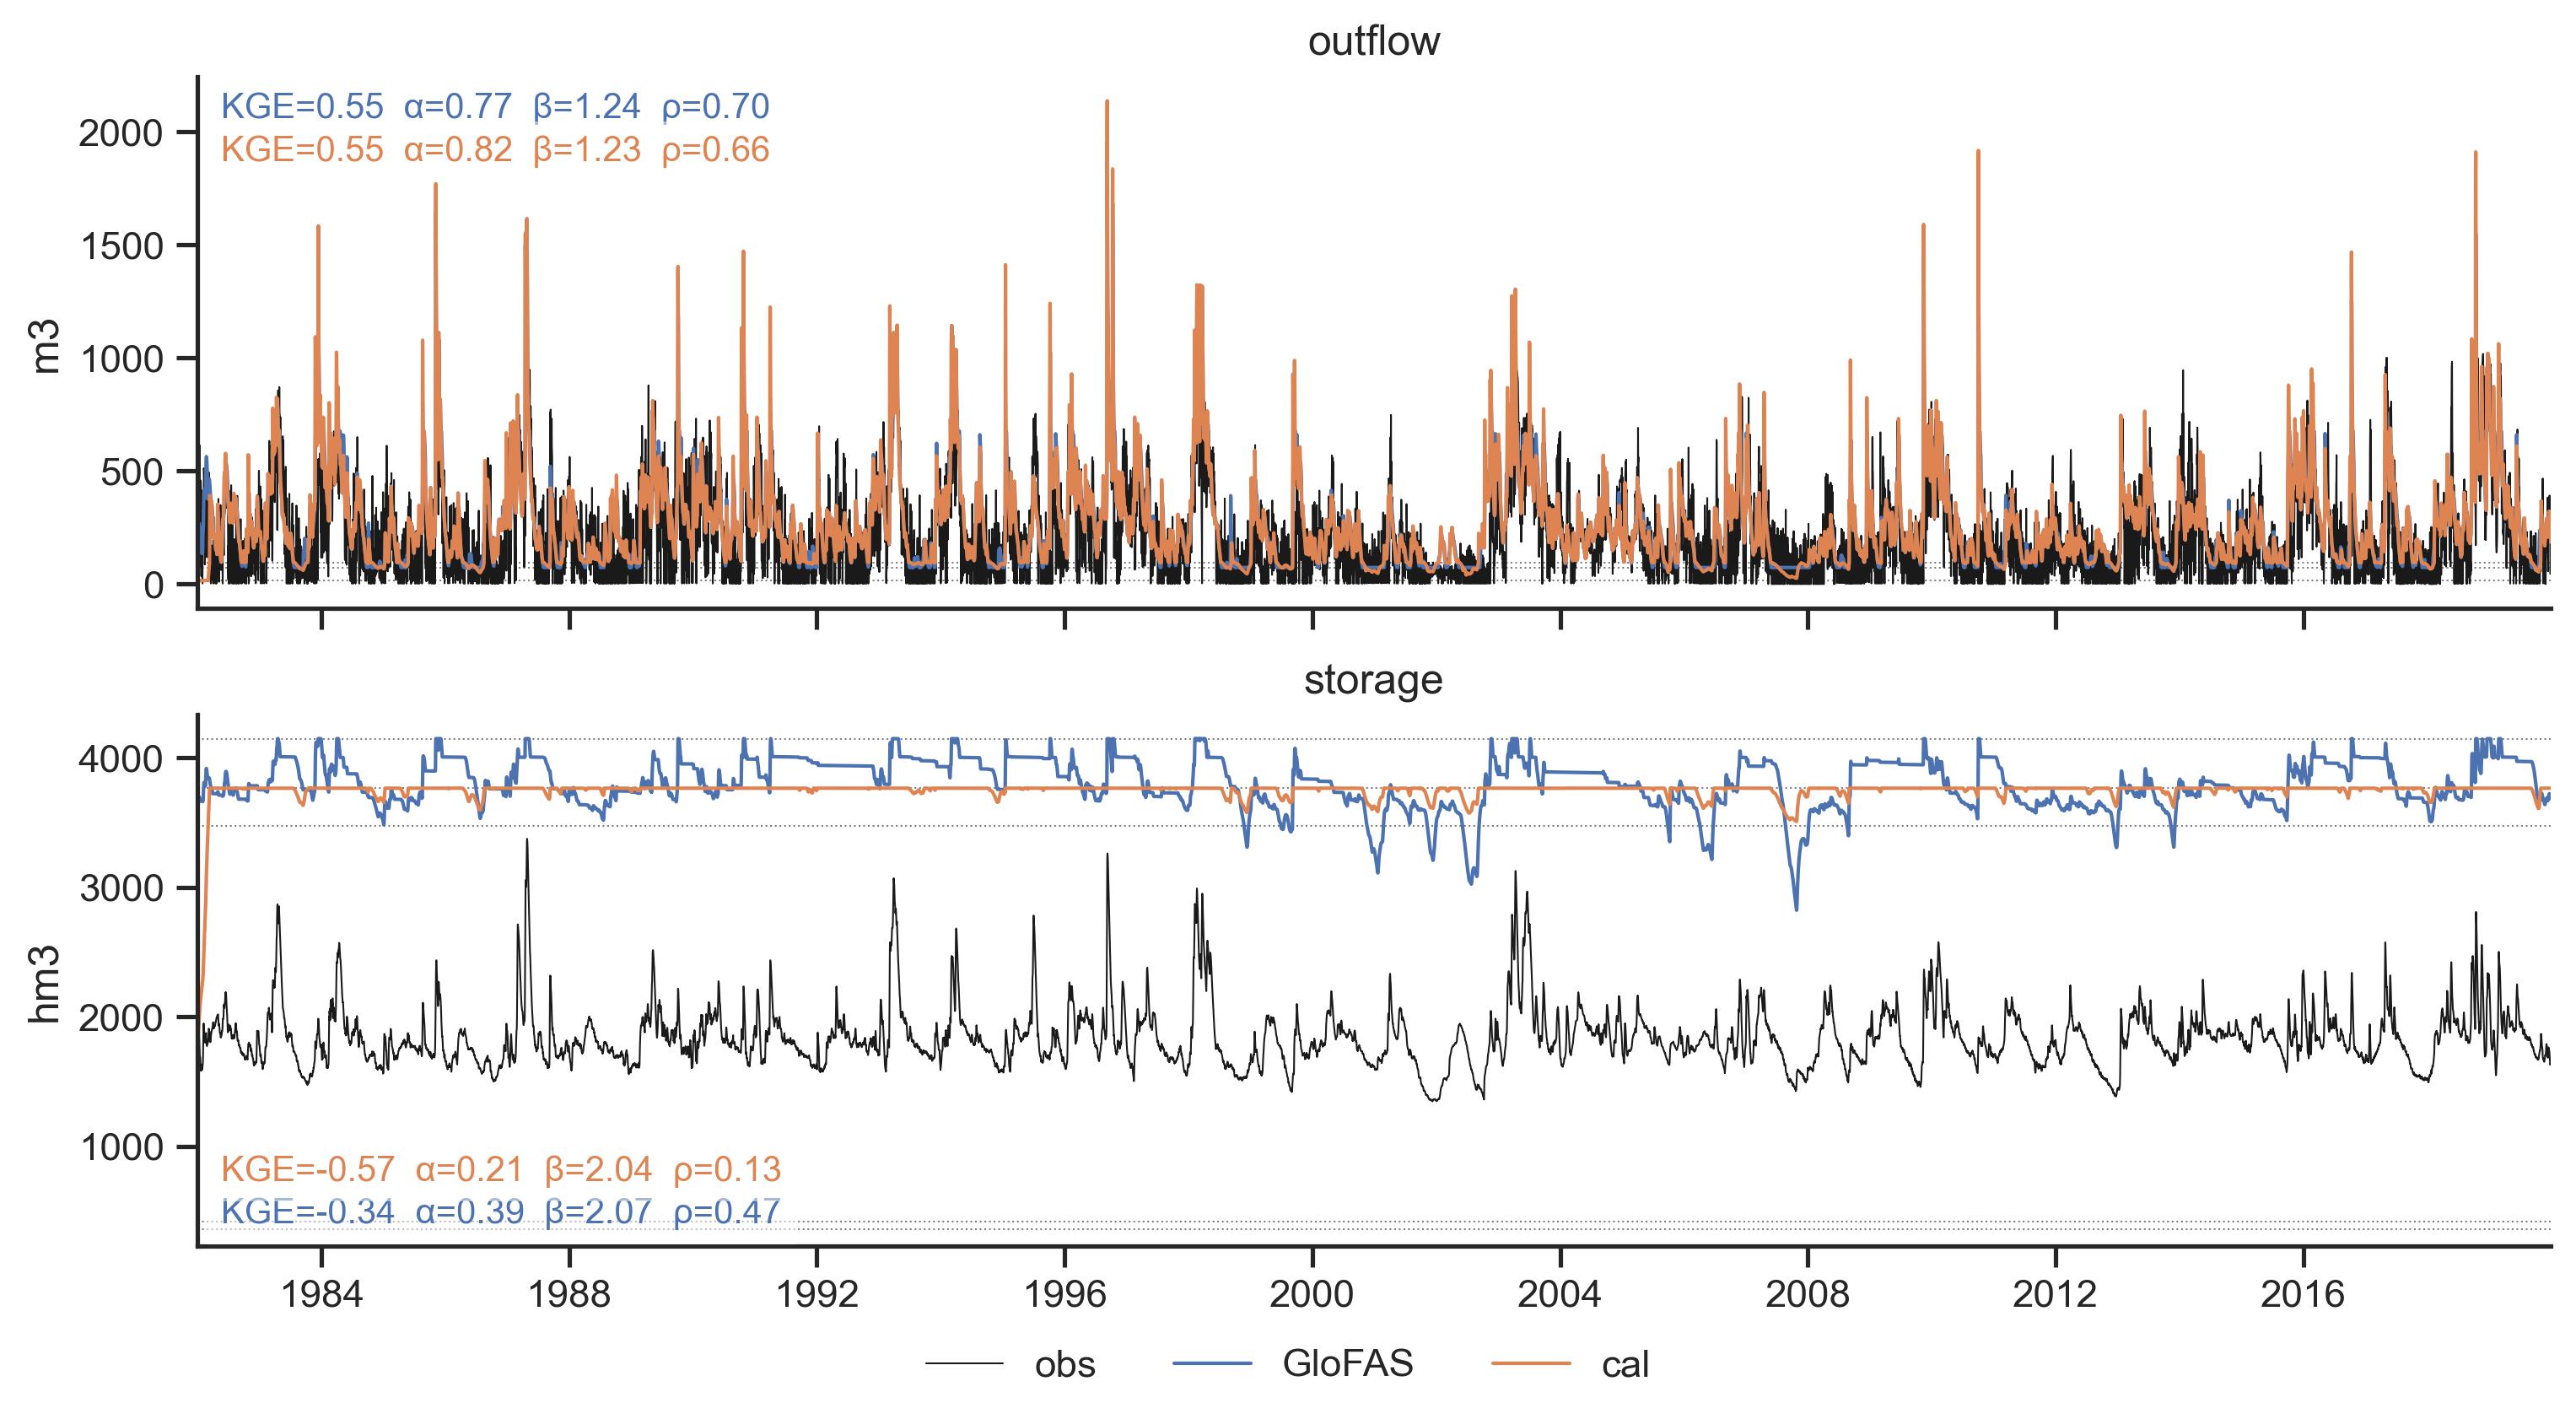 outflow
KGE=0.55 α=0.77 β=1.24 ρ=0.70
KGE=0.55 α=0.82 β=1.23 ρ=0.66
2000
1500
1000
500
0
m3
storage
4000
3000
2000
1000
hm3
KGE=-0.57 α=0.21 β=2.04 ρ=0.13
KGE=-0.34 α=0.39 β=2.07 ρ=0.47
1984 1988 1992 1996 2000 2004 2008 2012 2016
obs GloFAS cal